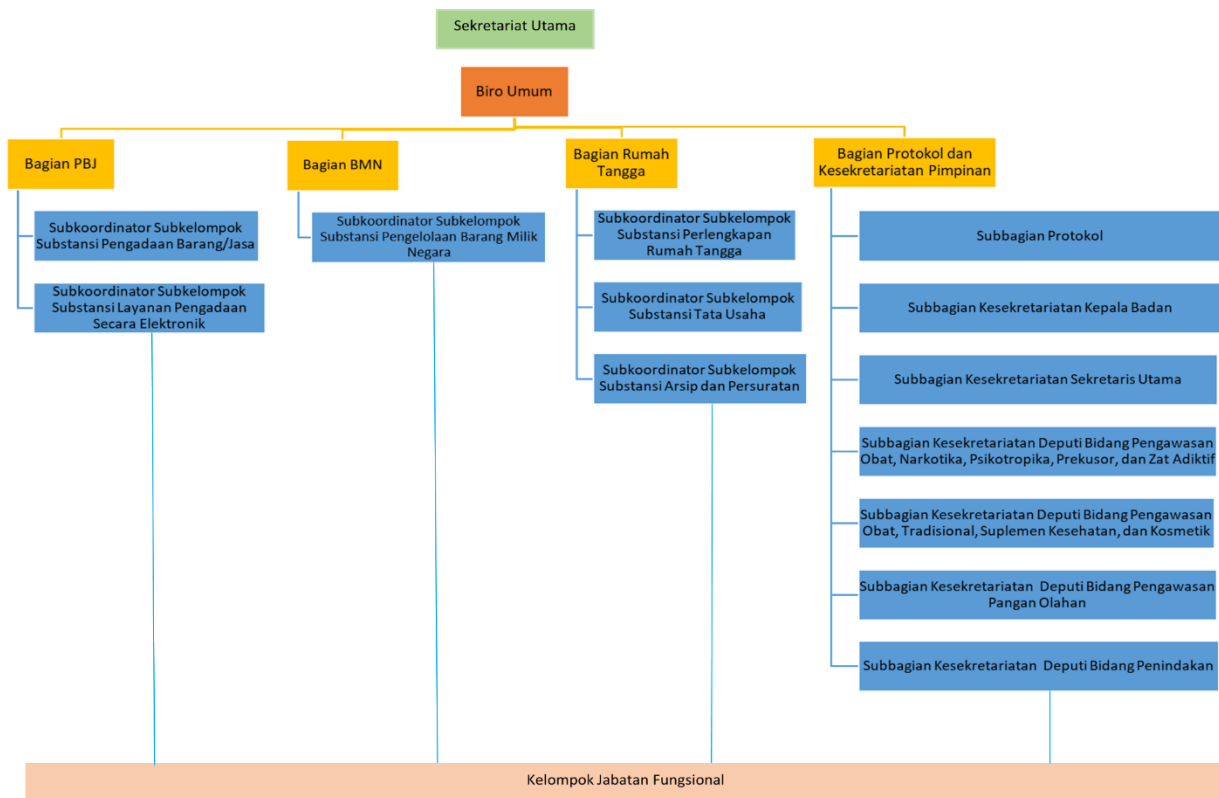 Sekretariat Utama
Biro Umum
Bagian PBJ
Bagian BMN
Bagian Rumah
Tangga
Bagian Protokol dan
Kesekretariatan Pimpinan
Subkoordinator Subkelompok
Substansi Pengadaan Barang/Jasa
Subkoordinator Subkelompok
Substansi Layanan Pengadaan
Secara Elektronik
Subkoordinator Subkelompok
Substansi Pengelolaan Barang Milik
Negara
Subkoordinator Subkelompok
Substansi Perlengkapan
Rumah Tangga
Subkoordinator Subkelompok
Substansi Tata Usaha
Subkoordinator Subkelompok
Substansi Arsip dan Persuratan
Subbagian Protokol
Subbagian Kesekretariatan Kepala Badan
Subbagian Kesekretariatan Sekretaris Utama
Subbagian Kesekretariatan Deputi Bidang Pengawasan
Obat, Narkotika, Psikotropika, Prekusor, dan Zat Adiktif
Subbagian Kesekretariatan Deputi Bidang Pengawasan
Obat, Tradisional, Suplemen Kesehatan, dan Kosmetik
Subbagian Kesekretariatan Deputi Bidang Pengawasan
Pangan Olahan
Subbagian Kesekretariatan Deputi Bidang Penindakan
Kelompok Jabatan Fungsional